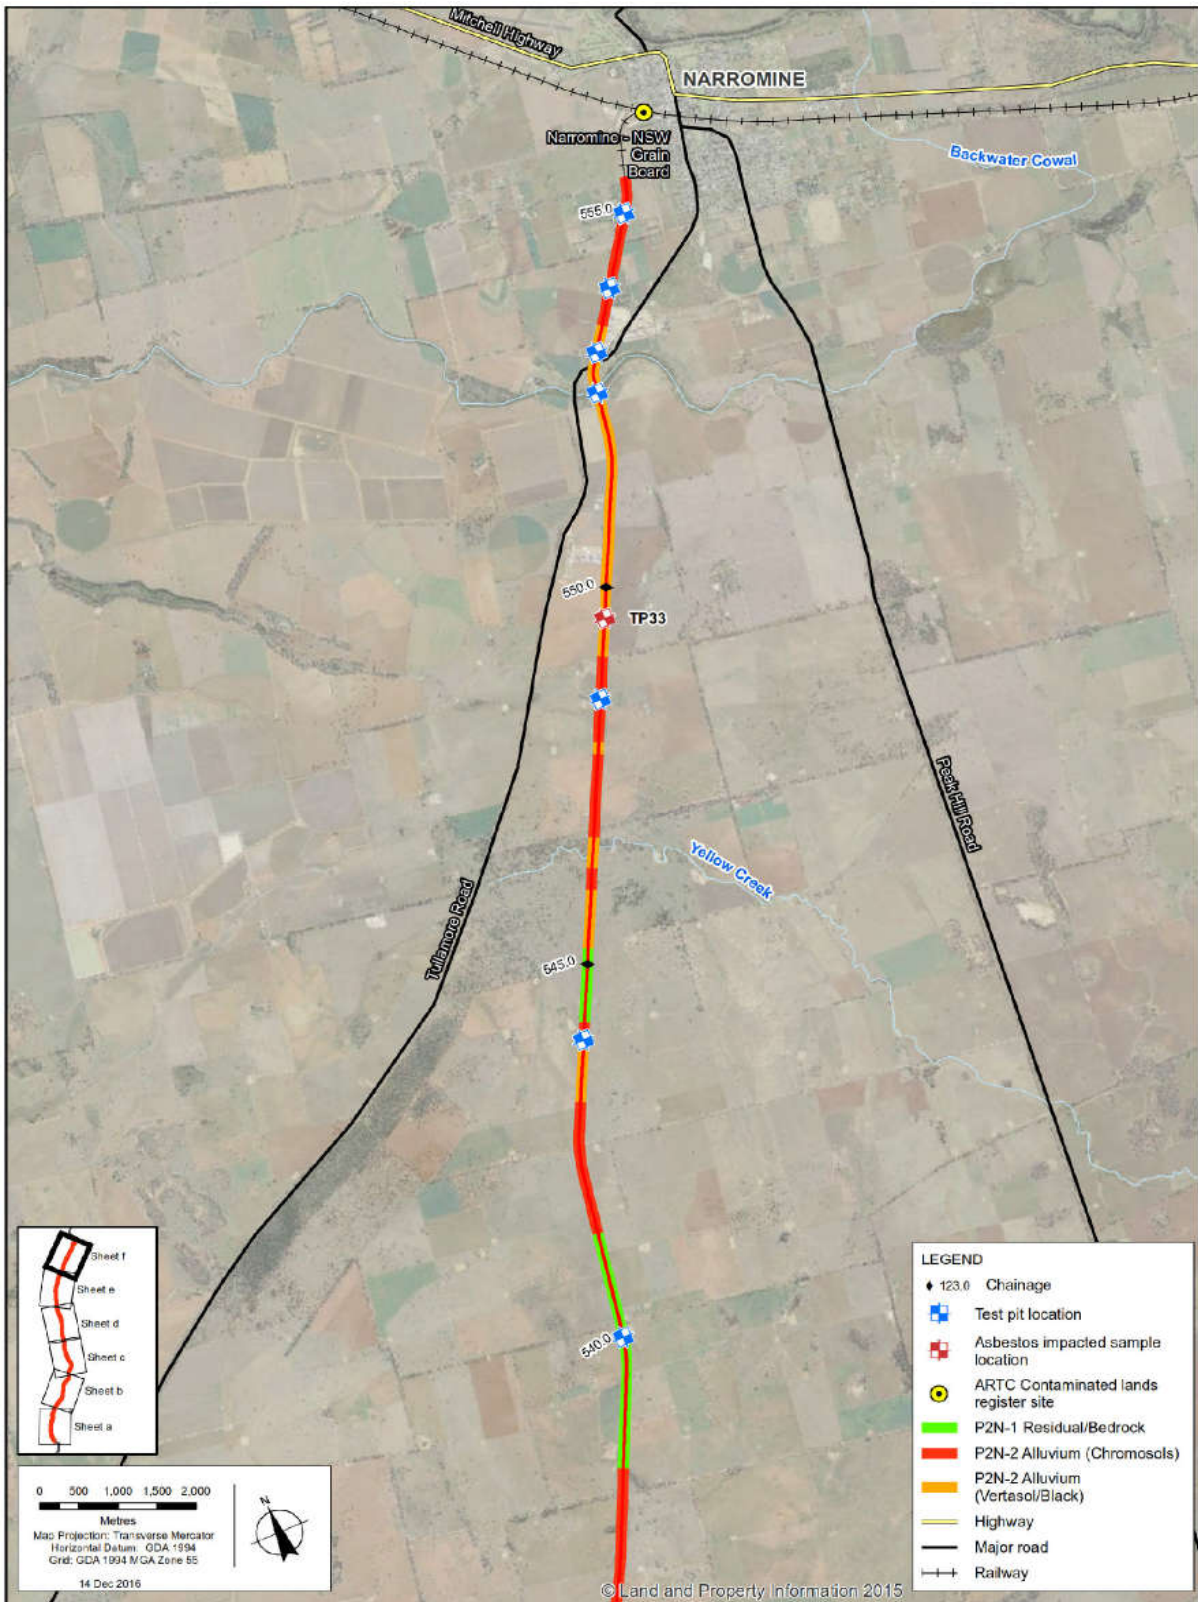 Mitchell Highway
NARROMINE
Narromine - NSW
Grain
Board
Backwater Cowal
555.0
550.0
TP33
Peak Hill Road
Yellow Creek
Tullamore Road
545.0
540.0
Sheet f
Sheet e
Sheet d
Sheet c
Sheet b
Sheet a
0 500 1,000 1,500 2,000
Metres
Map Projection: Transverse Mercator
Horizontal Datum: GDA 1994
Grid: GDA 1994 MGA Zone 55
14 Dec 2016
N
LEGEND
123.0 Chainage
Test pit location
Asbestos impacted sample
location
ARTC Contaminated lands
register site
P2N-1 Residual/Bedrock
P2N-2 Alluvium (Chromosols)
P2N-2 Alluvium
(Vertasol/Black)
Highway
Major road
Railway
© Land and Property Information 2015